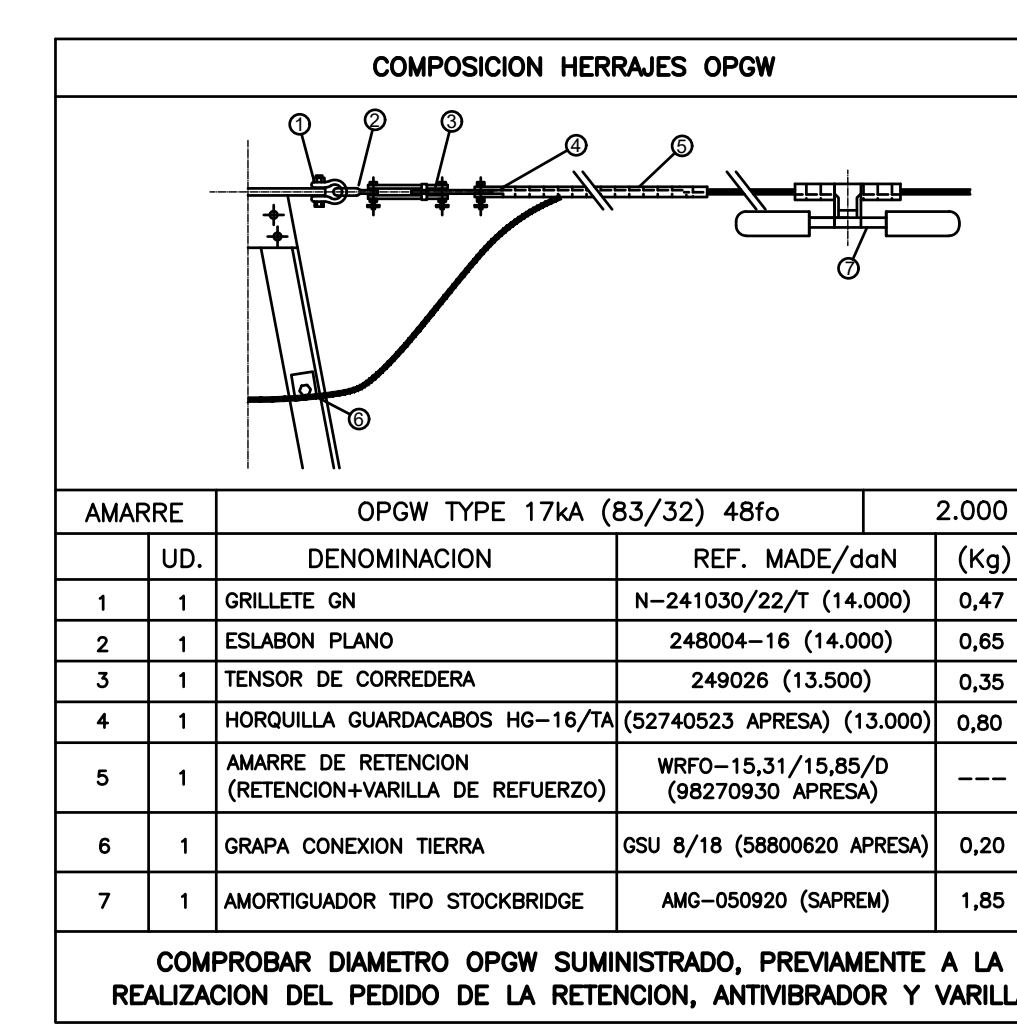 COMPOSICION HERRAJES OPGW
1 2 3 4 5
7
6
AMARRE OPGW TYPE 17kA (83/32) 48fo 2.000
UD. DENOMINACION REF. MADE/daN (Kg)
1 1 GRILLETE GN N-241030/22/T (14.000) 0,47
2 1 ESLABON PLANO 248004-16 (14.000) 0,65
3 1 TENSOR DE CORREDERA 249026 (13.500) 0,35
4 1 HORQUILLA GUARDACABOS HG-16/TA (52740523 APRESA) (13.000) 0,80
5 1 AMARRE DE RETENCION WRFO-15,31/15,85/D ---
(RETENCION+VARILLA DE REFUERZO) (98270930 APRESA)
6 1 GRAPA CONEXION TIERRA GSU 8/18 (58800620 APRESA) 0,20
7 1 AMORTIGUADOR TIPO STOCKBRIDGE AMG-050920 (SAPREM) 1,85
COMPROBAR DIAMETRO OPGW SUMINISTRADO, PREVIAMENTE A LA
REALIZACION DEL PEDIDO DE LA RETENCION, ANTIVIBRADOR Y